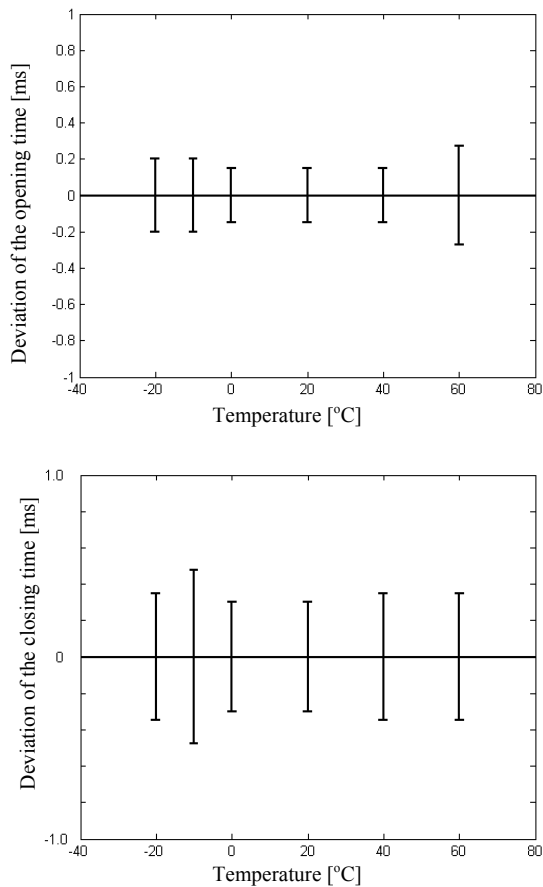 Deviation of the opening time [ms]
1
0.8
0.6
0.4
0.2
0
-0.2
-0.4
-0.6
-0.8
-1
-40 -20 0 20 40 60 80
Temperature [ºC]
Deviation of the closing time [ms]
1.0
0
-1.0
-40 -20 0 20 40 60 80
Temperature [ºC]